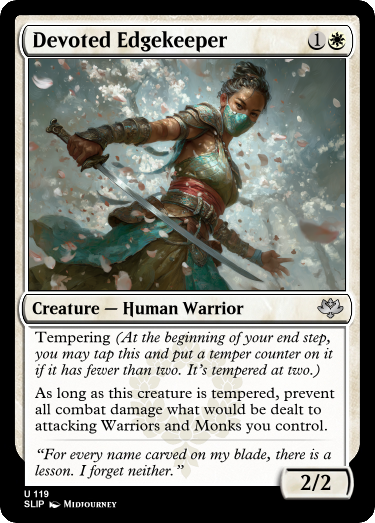 Devoted Edgekeeper 1
Creature — Human Warrior
Tempering (At the beginning of your end step,
you may tap this and put a temper counter on it
if it has fewer than two. It's tempered at two.)
As long as this creature is tempered, prevent
all combat damage what would be dealt to
attacking Warriors and Monks you control.
“For every name carved on my blade, there is a
lesson. I forget neither.”
2/2
U 119
SLIP Midjourney